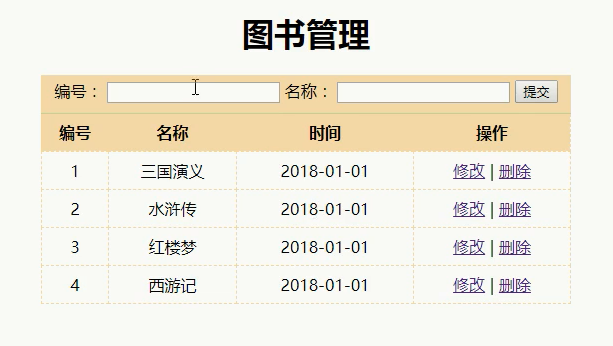 图书管理
编号： 名称： 提交
编号 名称 时间 操作
1 三国演义 2018-01-01 修改 | 删除
2 水浒传 2018-01-01 修改 | 删除
3 红楼梦 2018-01-01 修改 | 删除
4 西游记 2018-01-01 修改 | 删除